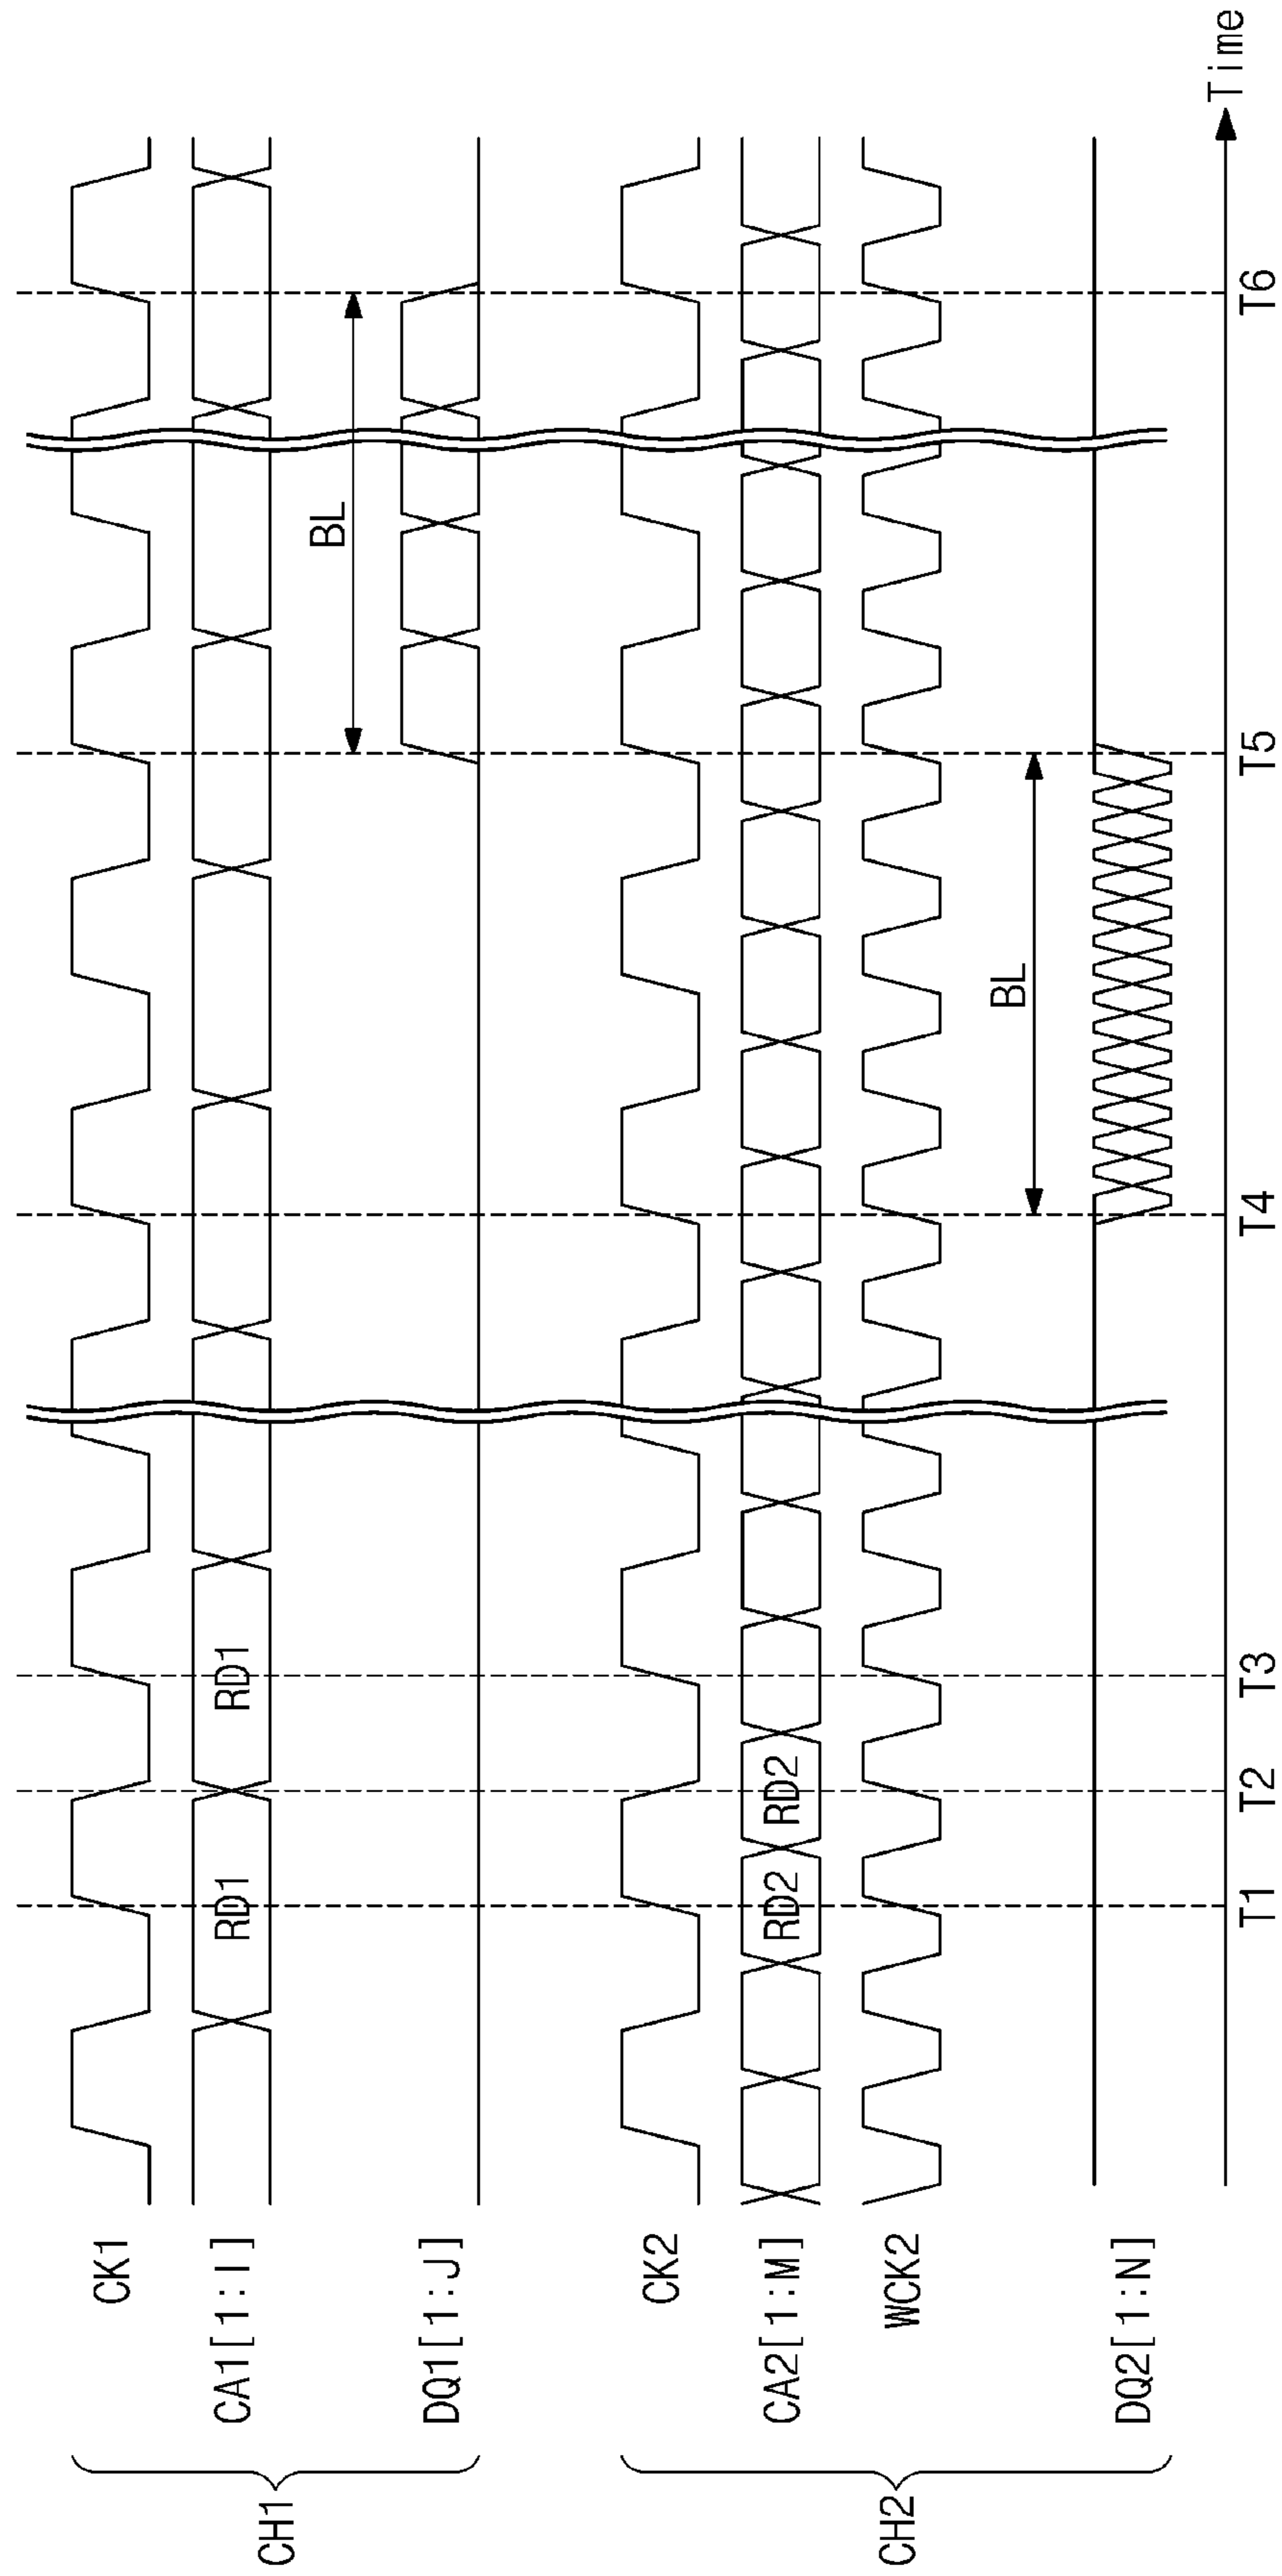 CH1
CK1
CA1[1:I]
RD1
RD1
DQ1[1:J]
BL
CH2
CK2
CA2[1:M]
RD2
RD2
WCK2
BL
DQ2[1:N]
T1
T2
T3
T4
T5
T6
Time